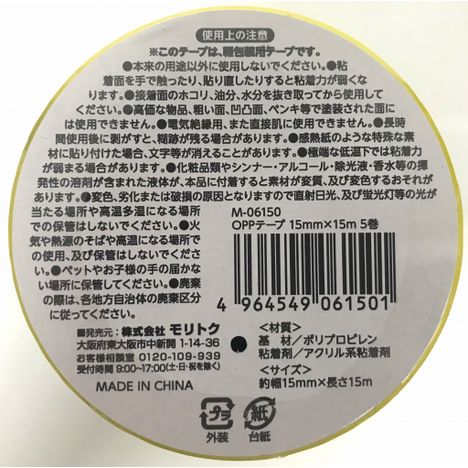 使用上の注意
※このテープは、軽包装用テープです。
●本来の用途以外に使用しないでください。●粘
着面を手で触ったり、貼り直したりすると粘着力が弱くな
ります。●接着面のホコリ、油分、水分を抜き取ってから使用して
ください。●高価な物品、粗い面、凹凸面、ペンキ等で塗装された面に
は使用できません。●電気絶縁用、また直接肌に使用できません。●長時
間使用後に剥がすと、糊跡が残る場合があります。●感熱紙のような特殊な素
材に貼り付けた場合、文字等が消えることがあります。●極端な低温下では粘着力
が弱まる場合があります。●化粧品類やシンナー・アルコール・除光液・香水等の揮
発性の溶剤が含まれた液体が、本品に付着すると素材が変質、及び変色するおそれが
あります。●変色、劣化または破損の原因となりますので直射日光、及び蛍光灯等の光が
当たる場所や高温多湿になる場所
での保管はしないでください。●火
気や熱源のそばや高温になる場所で
の使用、及び保管はしないでくださ
い。●ペットやお子様の手の届かな
い場所に保管してください。●廃棄
の際は、各地方自治体の廃棄区分
に従ってください。
M-06150
OPPテープ 15mm×15m 5巻
4 964549 061501
■発売元: 株式会社 モリトク
大阪府東大阪市中新開 1-14-36
お客様相談室 0120-109-939
受付時間 9:00~17:00(土・日・祝を除く)
MADE IN CHINA
<材質>
基 材/ポリプロピレン
粘着剤/アクリル系粘着剤
<サイズ>
約幅15mm×長さ15m
プラ
外装
紙
台紙